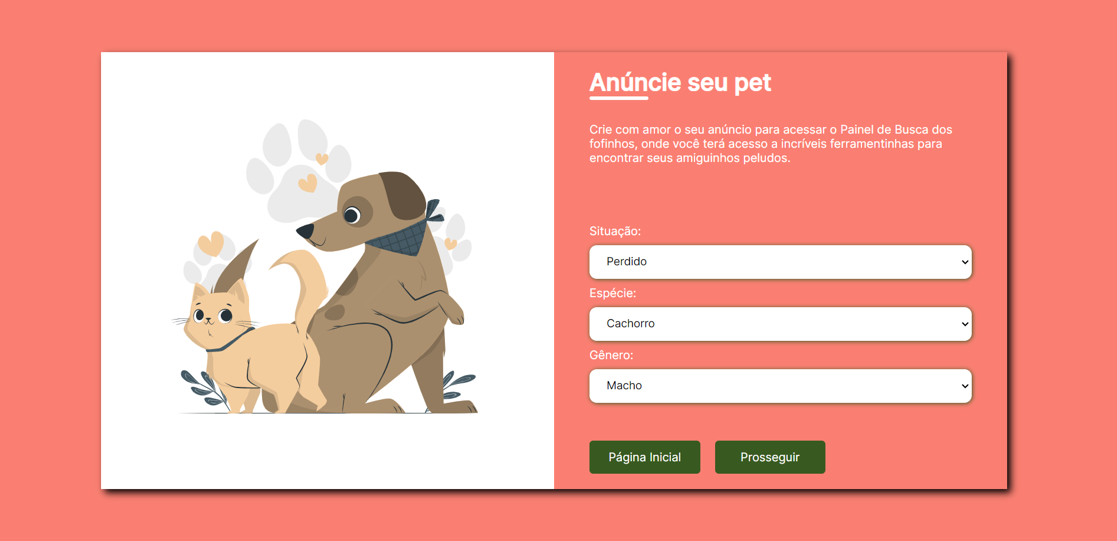 Anúncie seu pet
Crie com amor o seu anúncio para acessar o Painel de Busca dos
fofinhos, onde você terá acesso a incríveis ferramentinhas para
encontrar seus amiguinhos peludos.
Situação:
Perdido
Espécie:
Cachorro
Gênero:
Macho
Página Inicial
Prosseguir